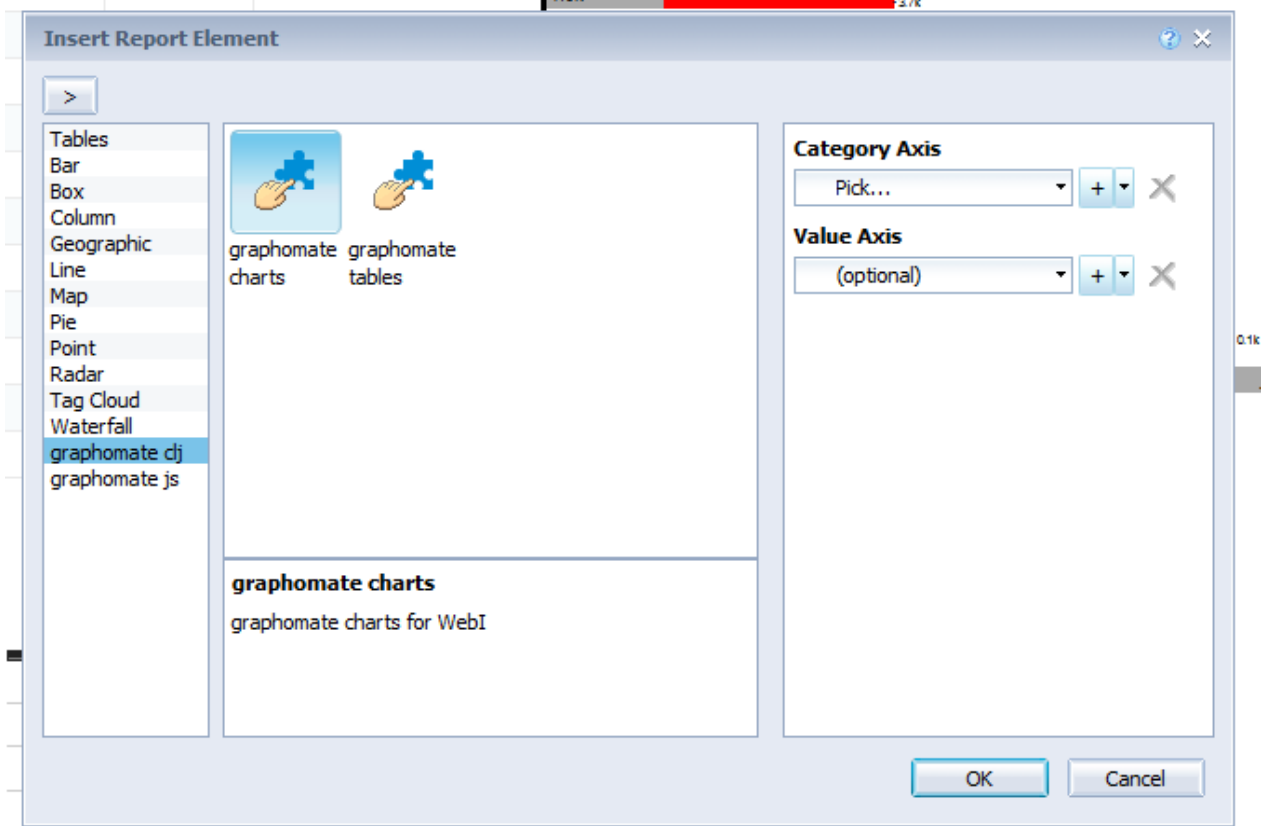 3.7k
Insert Report Element
>
Tables
Bar
Box
Column
Geographic
Line
Map
Pie
Point
Radar
Tag Cloud
Waterfall
graphomate clj
graphomate js
graphomate
charts
graphomate
tables
graphomate charts
graphomate charts for WebI
Category Axis
Pick...
+
Value Axis
(optional)
+
0.1k
OK
Cancel